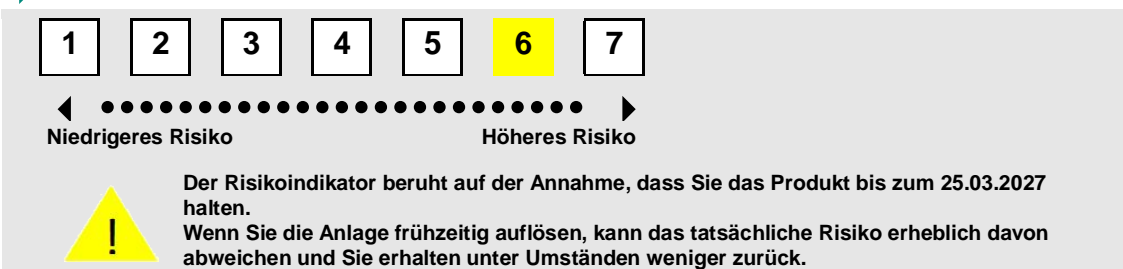 1 2 3 4 5 6 7
Niedrigeres Risiko Höheres Risiko
Der Risikoindikator beruht auf der Annahme, dass Sie das Produkt bis zum 25.03.2027
halten.
Wenn Sie die Anlage frühzeitig auflösen, kann das tatsächliche Risiko erheblich davon
! abweichen und Sie erhalten unter Umständen weniger zurück.